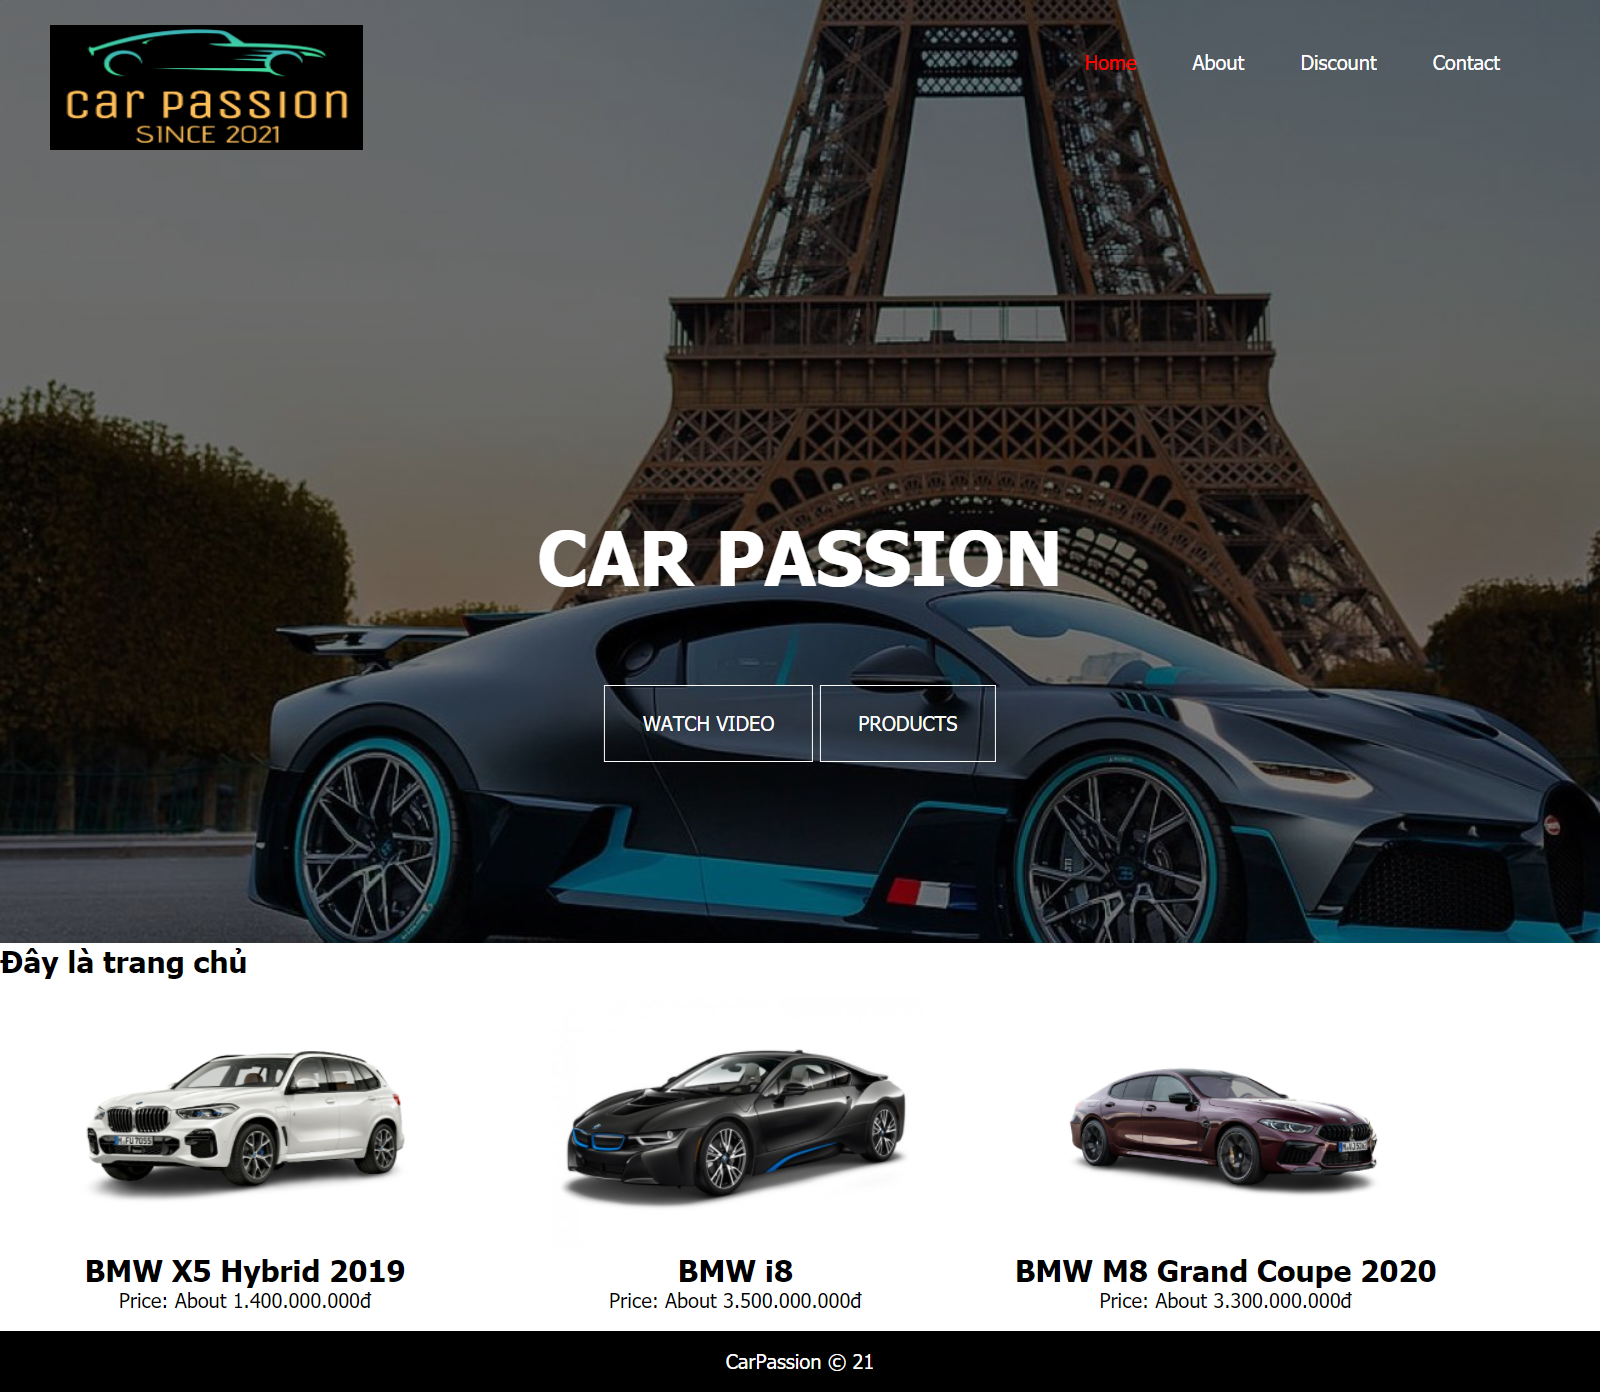 car passion
SINCE 2021
Home About Discount Contact
CAR PASSION
WATCH VIDEO PRODUCTS
Đây là trang chủ
BMW X5 Hybrid 2019
Price: About 1.400.000.000đ
BMW i8
Price: About 3.500.000.000đ
BMW M8 Grand Coupe 2020
Price: About 3.300.000.000đ
CarPassion © 21